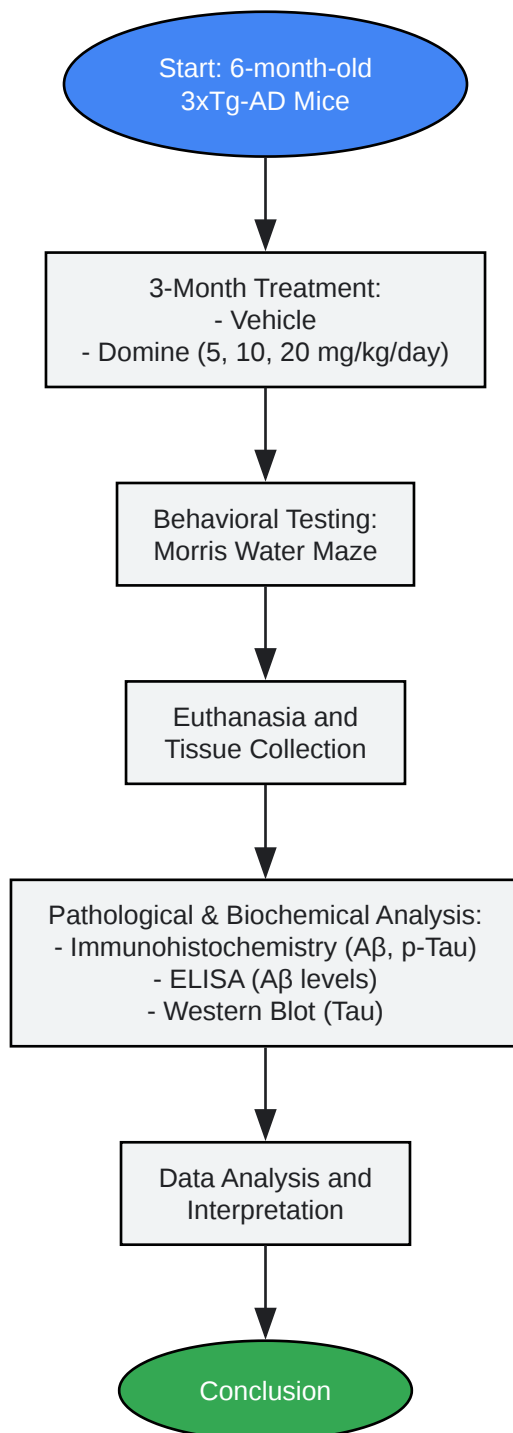 Start: 6-month-old
3xTg-AD Mice
3-Month Treatment:
- Vehicle
- Domine (5, 10, 20 mg/kg/day)
Behavioral Testing:
Morris Water Maze
Euthanasia and
Tissue Collection
Pathological & Biochemical Analysis:
- Immunohistochemistry (Aβ, p-Tau)
- ELISA (Aβ levels)
- Western Blot (Tau)
Data Analysis and
Interpretation
Conclusion